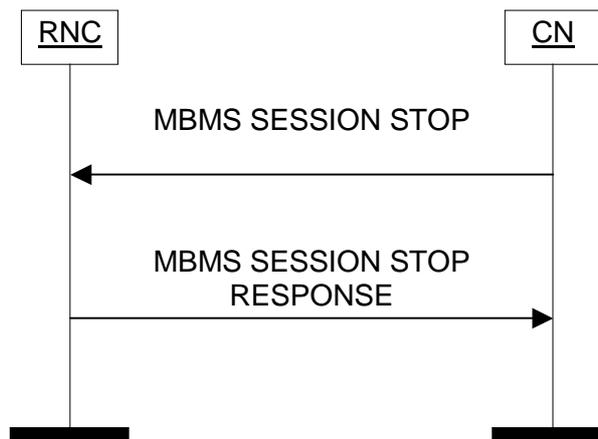 RNC
CN
MBMS SESSION STOP
MBMS SESSION STOP
RESPONSE